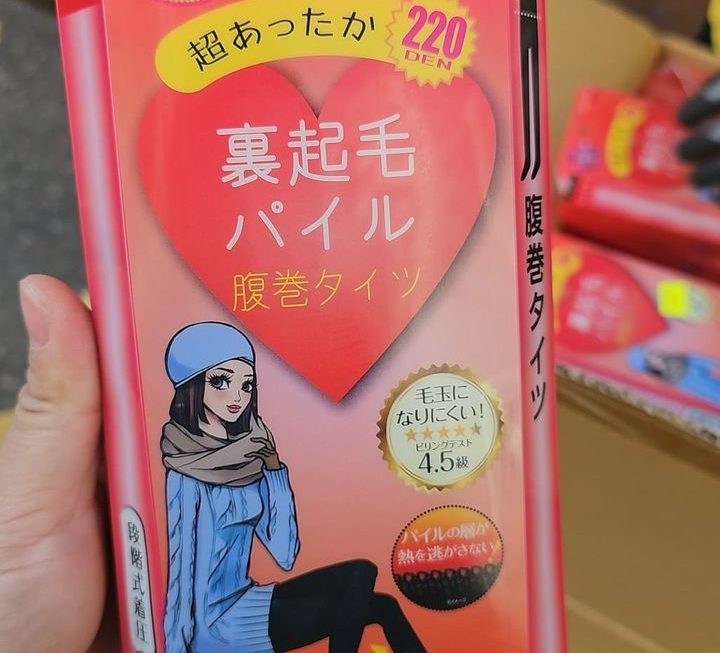 超あったか
220
DEN
裏起毛
パイル
腹巻タイツ
毛玉に
なりにくい!
ピリングテスト
4.5級
パイルの層が
熱を逃がさない
段階式着圧
腹巻タイツ